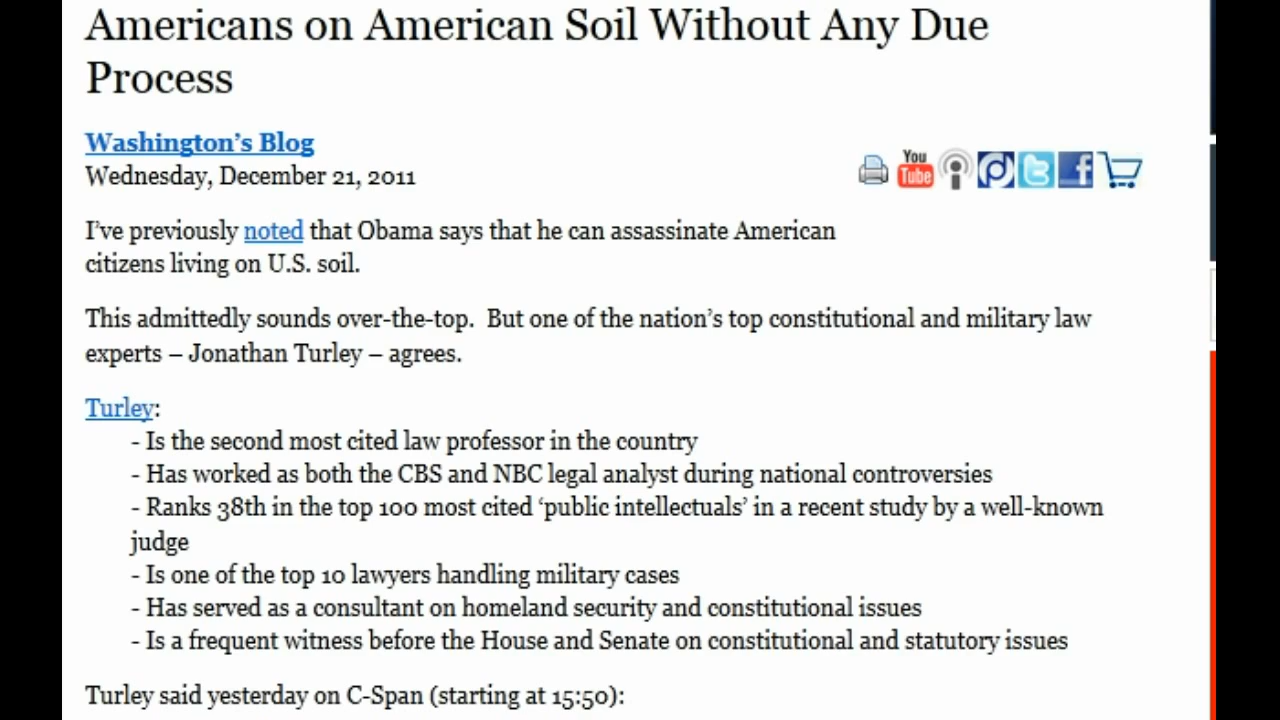 Americans on American Soil Without Any Due
Process
Washington’s Blog
Wednesday, December 21, 2011
You
Tube
I’ve previously noted that Obama says that he can assassinate American
citizens living on U.S. soil.
This admittedly sounds over-the-top.  But one of the nation’s top constitutional and military law
experts – Jonathan Turley – agrees.
Turley:
- Is the second most cited law professor in the country
- Has worked as both the CBS and NBC legal analyst during national controversies
- Ranks 38th in the top 100 most cited ‘public intellectuals’ in a recent study by a well-known
judge
- Is one of the top 10 lawyers handling military cases
- Has served as a consultant on homeland security and constitutional issues
- Is a frequent witness before the House and Senate on constitutional and statutory issues
Turley said yesterday on C-Span (starting at 15:50):